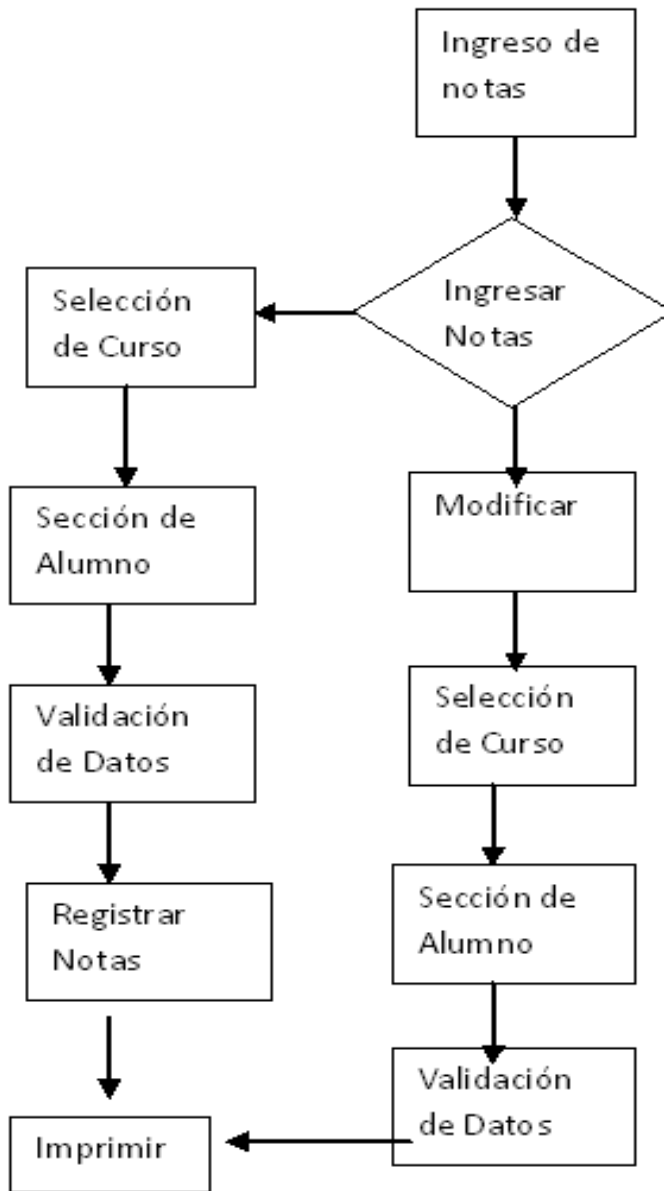 Ingreso de
notas
Ingresar
Notas
Selección
de Curso
Sección de
Alumno
Validación
de Datos
Registrar
Notas
Imprimir
Modificar
Selección
de Curso
Sección de
Alumno
Validación
de Datos